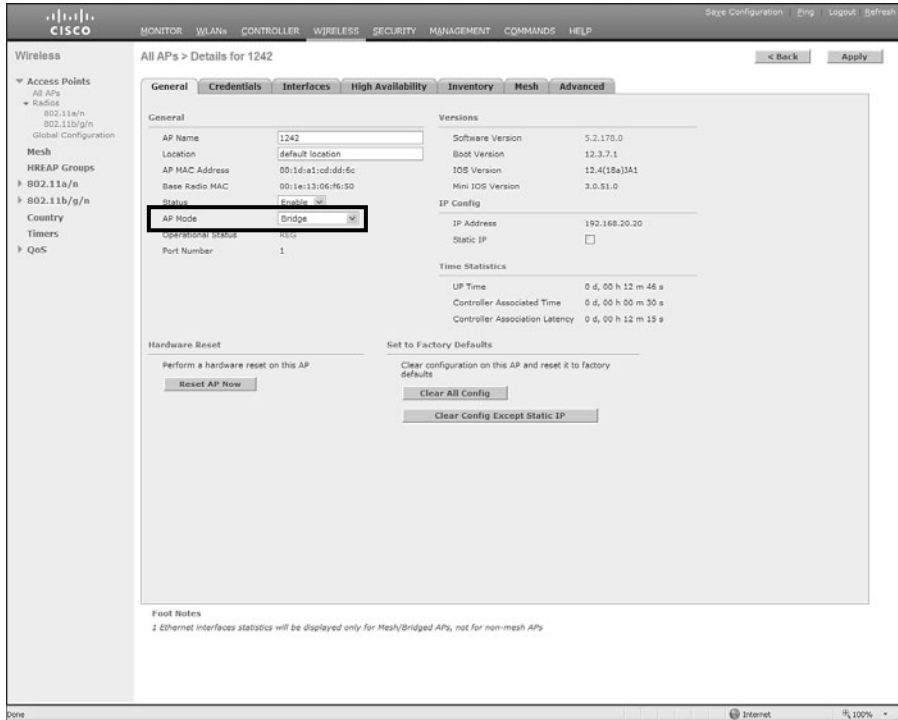 Save Configuration Ping Logout Refresh
CISCO
MONITOR WLANs CONTROLLER WIRELESS SECURITY MANAGEMENT COMMANDS HELP
Wireless
Access Points
All APs
Radios
802.11a/n
802.11b/g/n
Global Configuration
Mesh
HREAP Groups
802.11a/n
802.11b/g/n
Country
Timers
QoS
All APs > Details for 1242
< Back Apply
General Credentials Interfaces High Availability Inventory Mesh Advanced
General
AP Name 1242
Location default location
AP MAC Address 00:1d:a1:cd:dd:6c
Base Radio MAC 00:1e:13:06:f6:50
Status Enable
AP Mode Bridge
Operational Status REG
Port Number 1
Versions
Software Version 5.2.178.0
Boot Version 12.3.7.1
IOS Version 12.4(18a)JA1
Mini IOS Version 3.0.51.0
IP Config
IP Address 192.168.20.20
Static IP
Time Statistics
UP Time 0 d, 00 h 12 m 46 s
Controller Associated Time 0 d, 00 h 00 m 30 s
Controller Association Latency 0 d, 00 h 12 m 15 s
Hardware Reset
Perform a hardware reset on this AP
Reset AP Now
Set to Factory Defaults
Clear configuration on this AP and reset it to factory
defaults
Clear All Config
Clear Config Except Static IP
Foot Notes
1 Ethernet interfaces statistics will be displayed only for Mesh/Bridged APs, not for non-mesh APs
Done Internet 100%